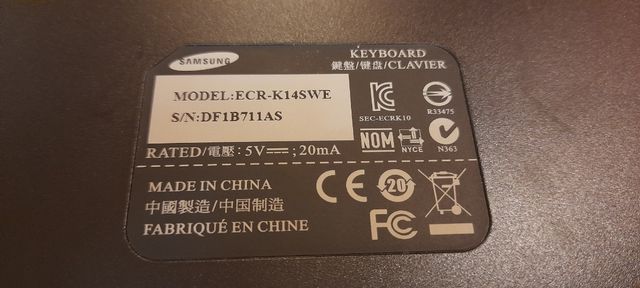 SAMSUNG
KEYBOARD
鍵盤/键盘/CLAVIER
MODEL:ECR-K14SWE
S/N:DF1B711AS
SEC-ECRK10
R33475
NOM
NYCE
N363
RATED/電壓: 5V⎓;20mA
MADE IN CHINA
中國製造/中国制造
FABRIQUÉ EN CHINE
CE
20
FC